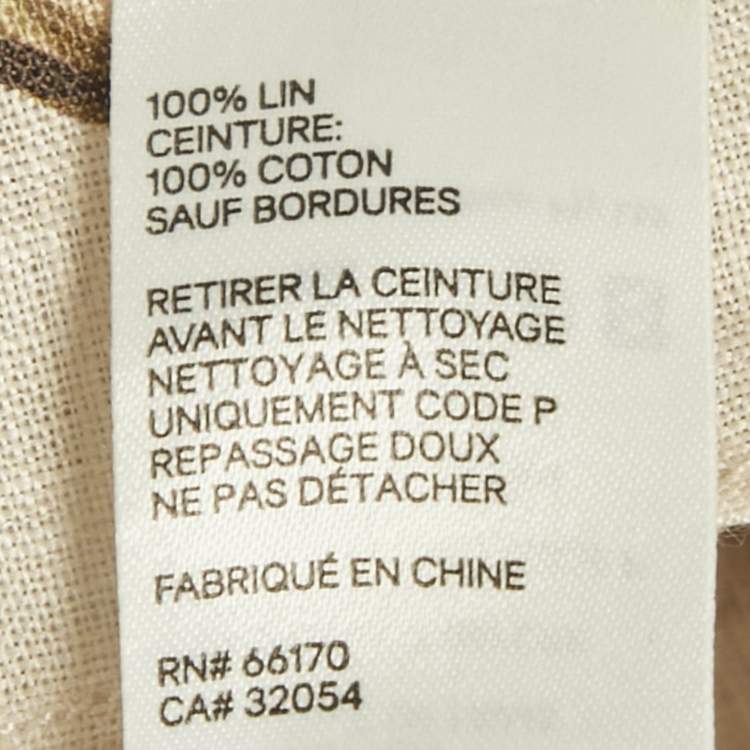 100% LIN
CEINTURE:
100% COTON
SAUF BORDURES
RETIRER LA CEINTURE
AVANT LE NETTOYAGE
NETTOYAGE À SEC
UNIQUEMENT CODE P
REPASSAGE DOUX
NE PAS DÉTACHER
FABRIQUÉ EN CHINE
RN# 66170
CA# 32054